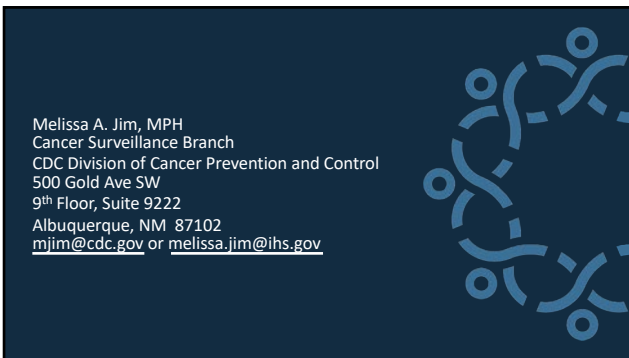 Melissa A. Jim, MPH
Cancer Surveillance Branch
CDC Division of Cancer Prevention and Control
500 Gold Ave SW
9th Floor, Suite 9222
Albuquerque, NM  87102
mjim@cdc.gov or melissa.jim@ihs.gov